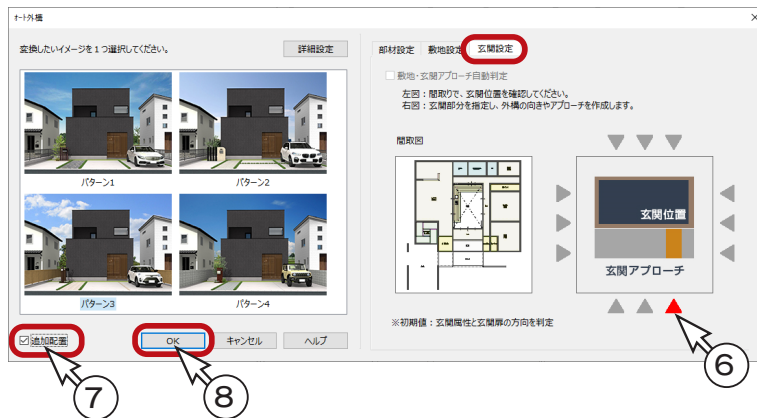 オート外構
変換したいイメージを１つ選択してください。
詳細設定
パターン1
パターン2
パターン3
パターン4
追加配置
OK
キャンセル
ヘルプ
部材設定 敷地設定 玄関設定
敷地・玄関アプローチ自動判定
左図：間取りで、玄関位置を確認してください。
右図：玄関部分を指定し、外構の向きやアプローチを作成します。
間取図
玄関位置
玄関アプローチ
※初期値：玄関属性と玄関扉の方向を判定
⑥
⑦
⑧